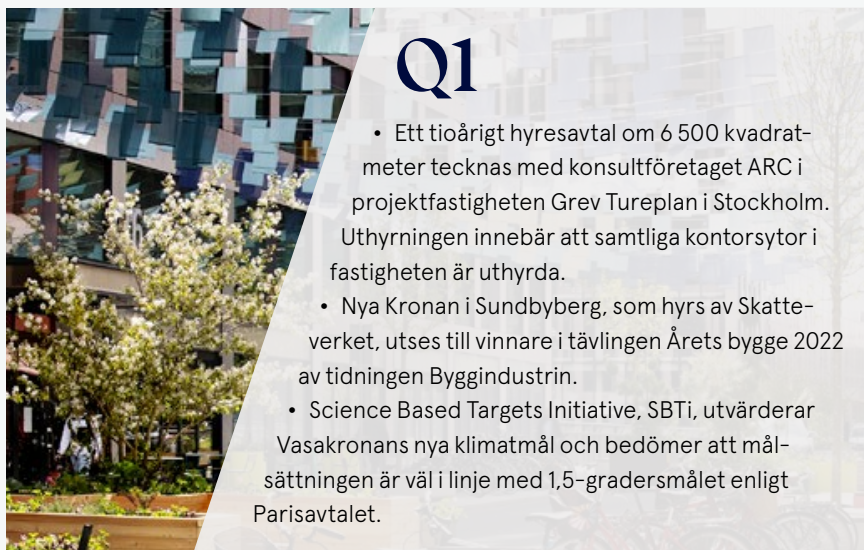 Q1
• Ett tioårigt hyresavtal om 6 500 kvadrat-
meter tecknas med konsultföretaget ARC i
projektfastigheten Grev Tureplan i Stockholm.
Uthyrningen innebär att samtliga kontorsytor i
fastigheten är uthyrda.
• Nya Kronan i Sundbyberg, som hyrs av Skatte-
verket, utses till vinnare i tävlingen Årets bygge 2022
av tidningen Byggindustrin.
• Science Based Targets Initiative, SBTi, utvärderar
Vasakronans nya klimatmål och bedömer att mål-
sättningen är väl i linje med 1,5-gradersmålet enligt
Parisavtalet.